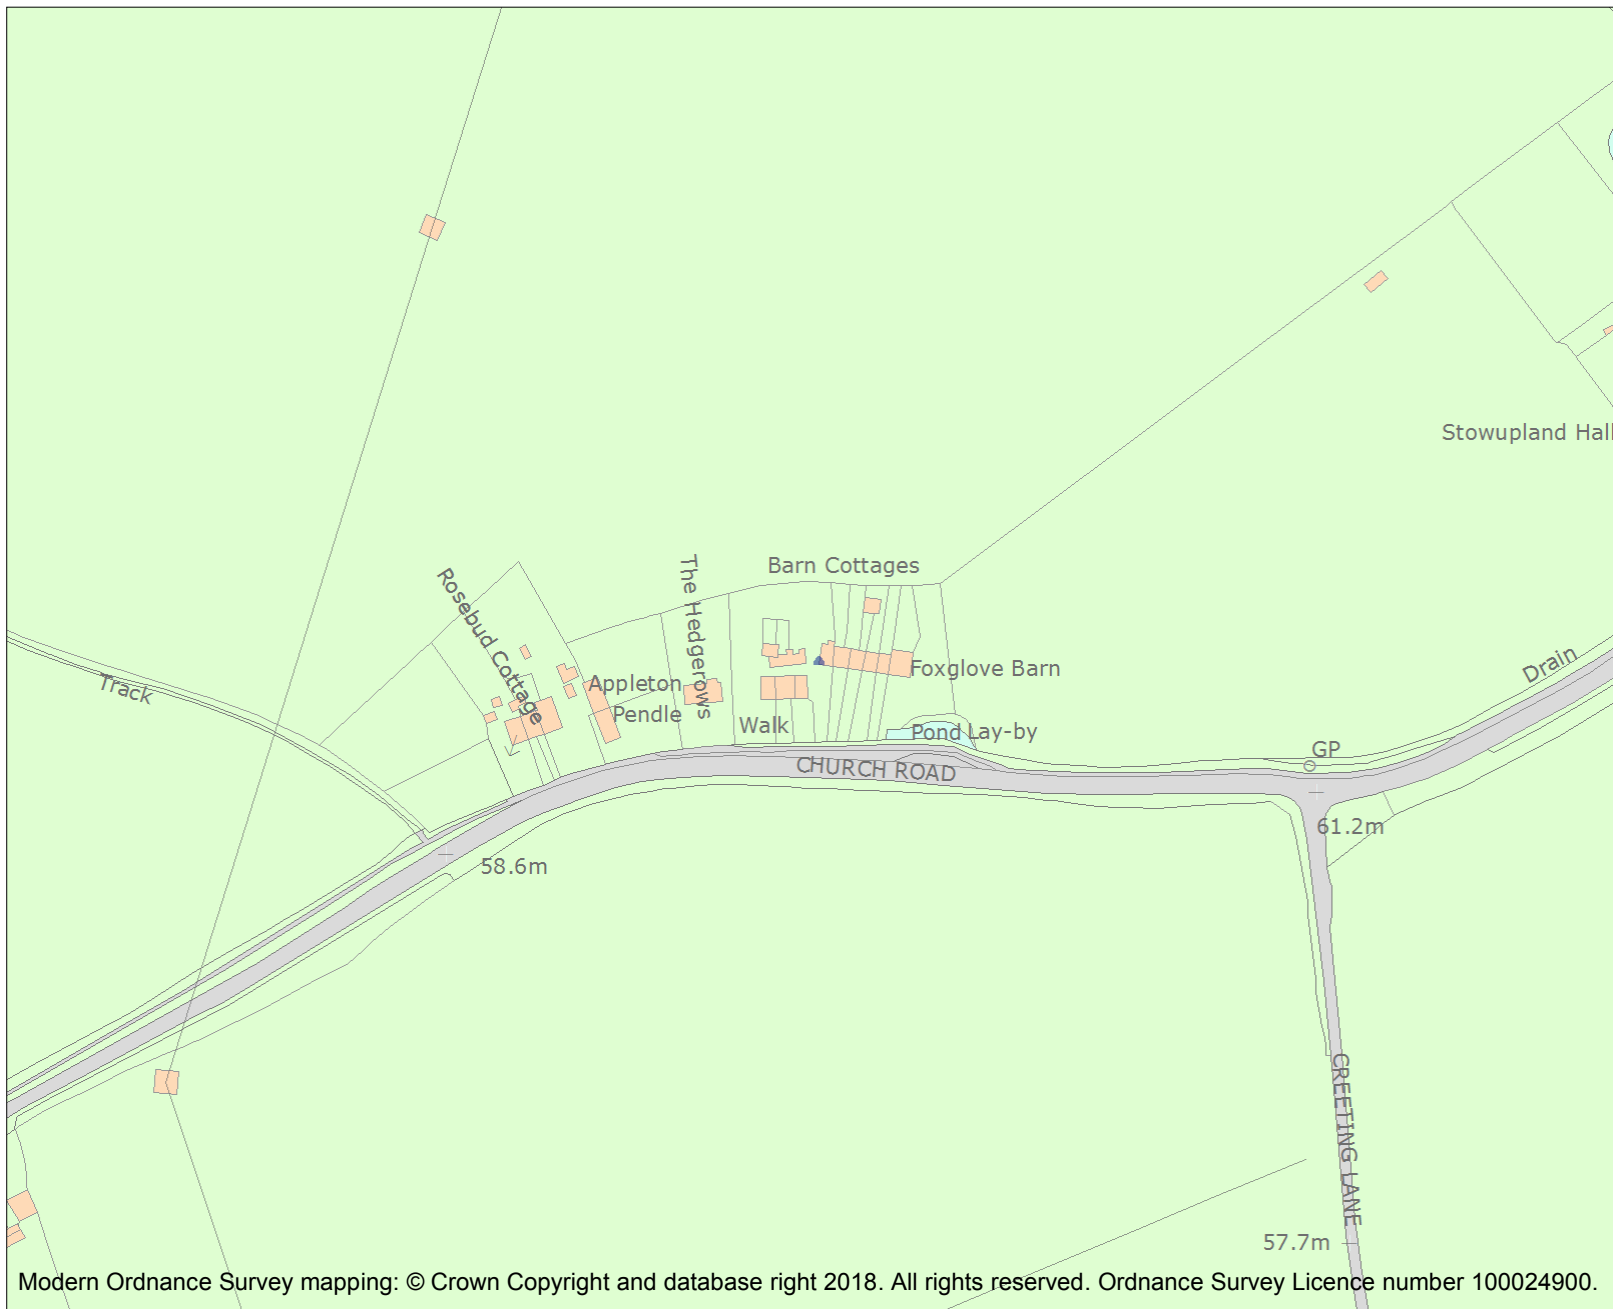 Stowupland Hall
Barn Cottages
The Hedgerows
Rosebud Cottage
Foxglove Barn
Drain
Appleton
Track
Pendle
Walk
Pond
Lay-by
GP
CHURCH ROAD
61.2m
58.6m
CREETING LANE
57.7m
Modern Ordnance Survey mapping: © Crown Copyright and database right 2018. All rights reserved. Ordnance Survey Licence number 100024900.